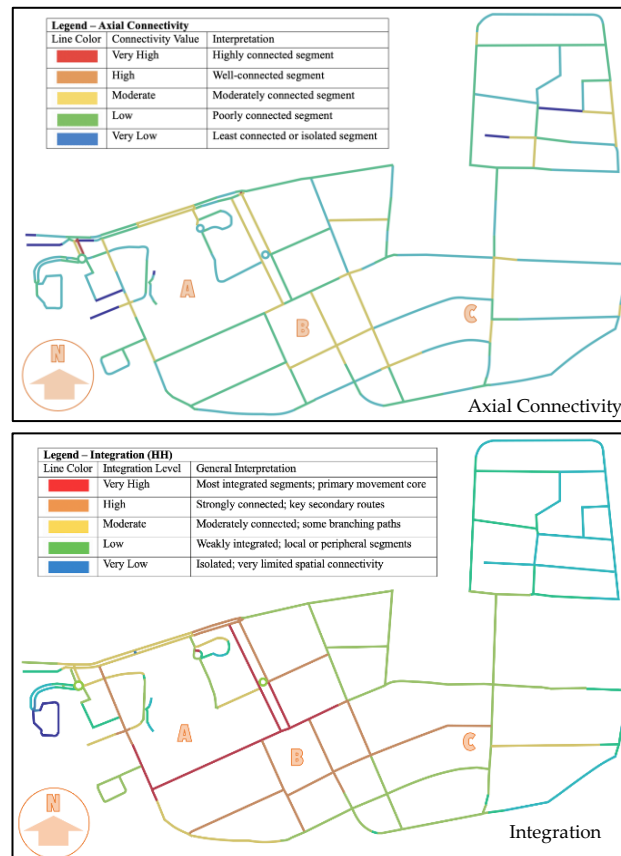 Legend – Axial Connectivity
Line Color Connectivity Value Interpretation
Very High Highly connected segment
High Well-connected segment
Moderate Moderately connected segment
Low Poorly connected segment
Very Low Least connected or isolated segment
A
B
C
N
Axial Connectivity
Legend – Integration (HH)
Line Color Integration Level General Interpretation
Very High Most integrated segments; primary movement core
High Strongly connected; key secondary routes
Moderate Moderately connected; some branching paths
Low Weakly integrated; local or peripheral segments
Very Low Isolated; very limited spatial connectivity
A
B
C
N
Integration